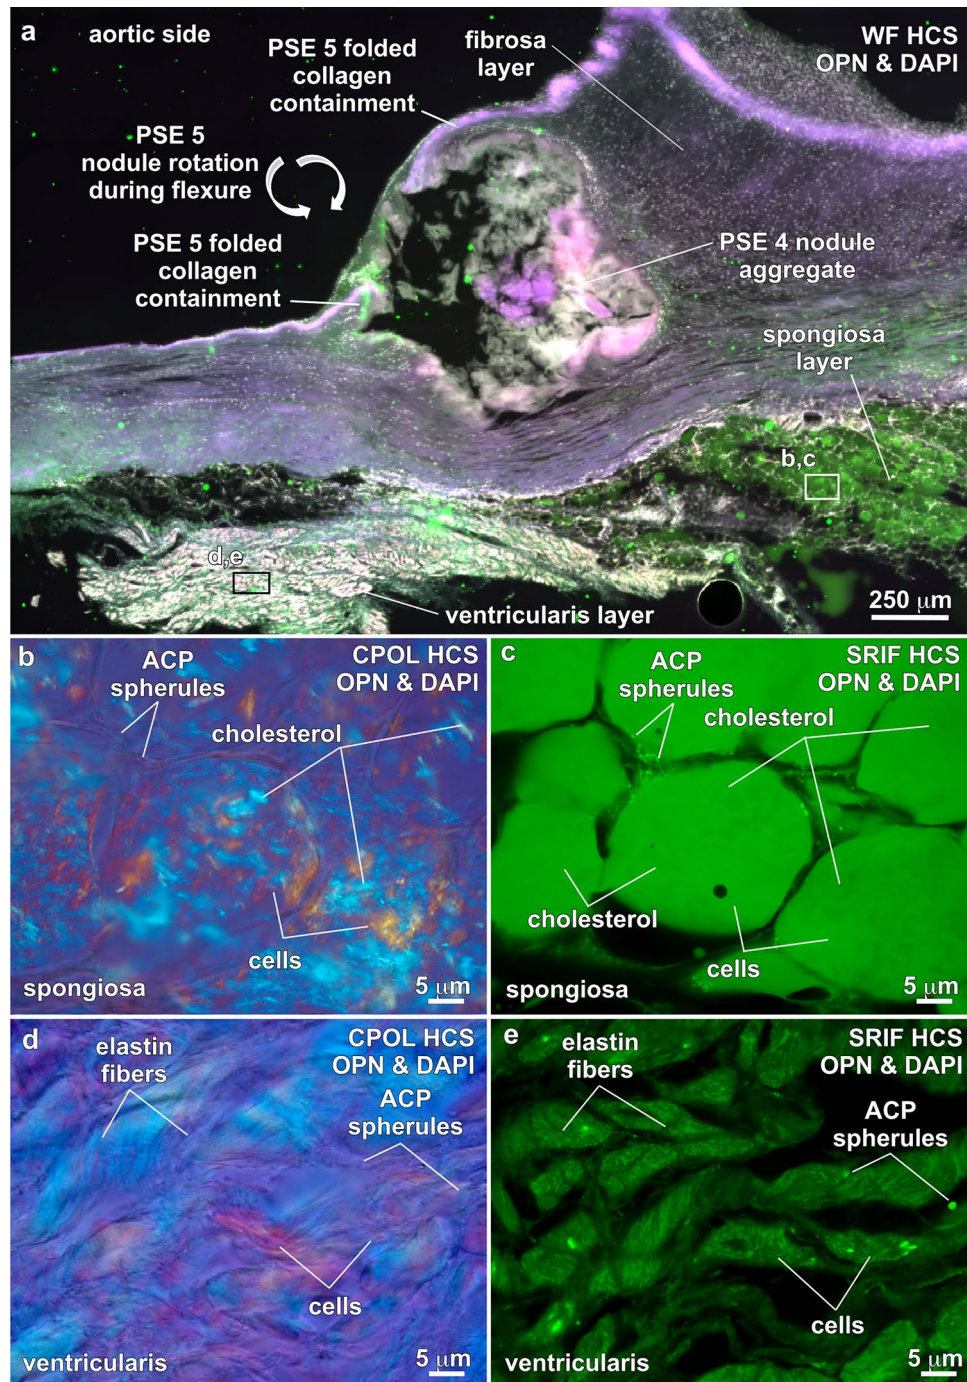 a
aortic side
PSE 5 folded
collagen
containment
fibrosa
layer
WF HCS
OPN & DAPI
PSE 5
nodule rotation
during flexure
PSE 5 folded
collagen
containment
PSE 4 nodule
aggregate
spongiosa
layer
b,c
d,e
ventricularis layer
250 μm
b
ACP
spherules
CPOL HCS
OPN & DAPI
cholesterol
cells
spongiosa
5 μm
c
ACP
spherules
SRIF HCS
OPN & DAPI
cholesterol
cholesterol
cells
spongiosa
5 μm
d
elastin
fibers
CPOL HCS
OPN & DAPI
ACP
spherules
cells
ventricularis
5 μm
e
elastin
fibers
SRIF HCS
OPN & DAPI
ACP
spherules
cells
ventricularis
5 μm